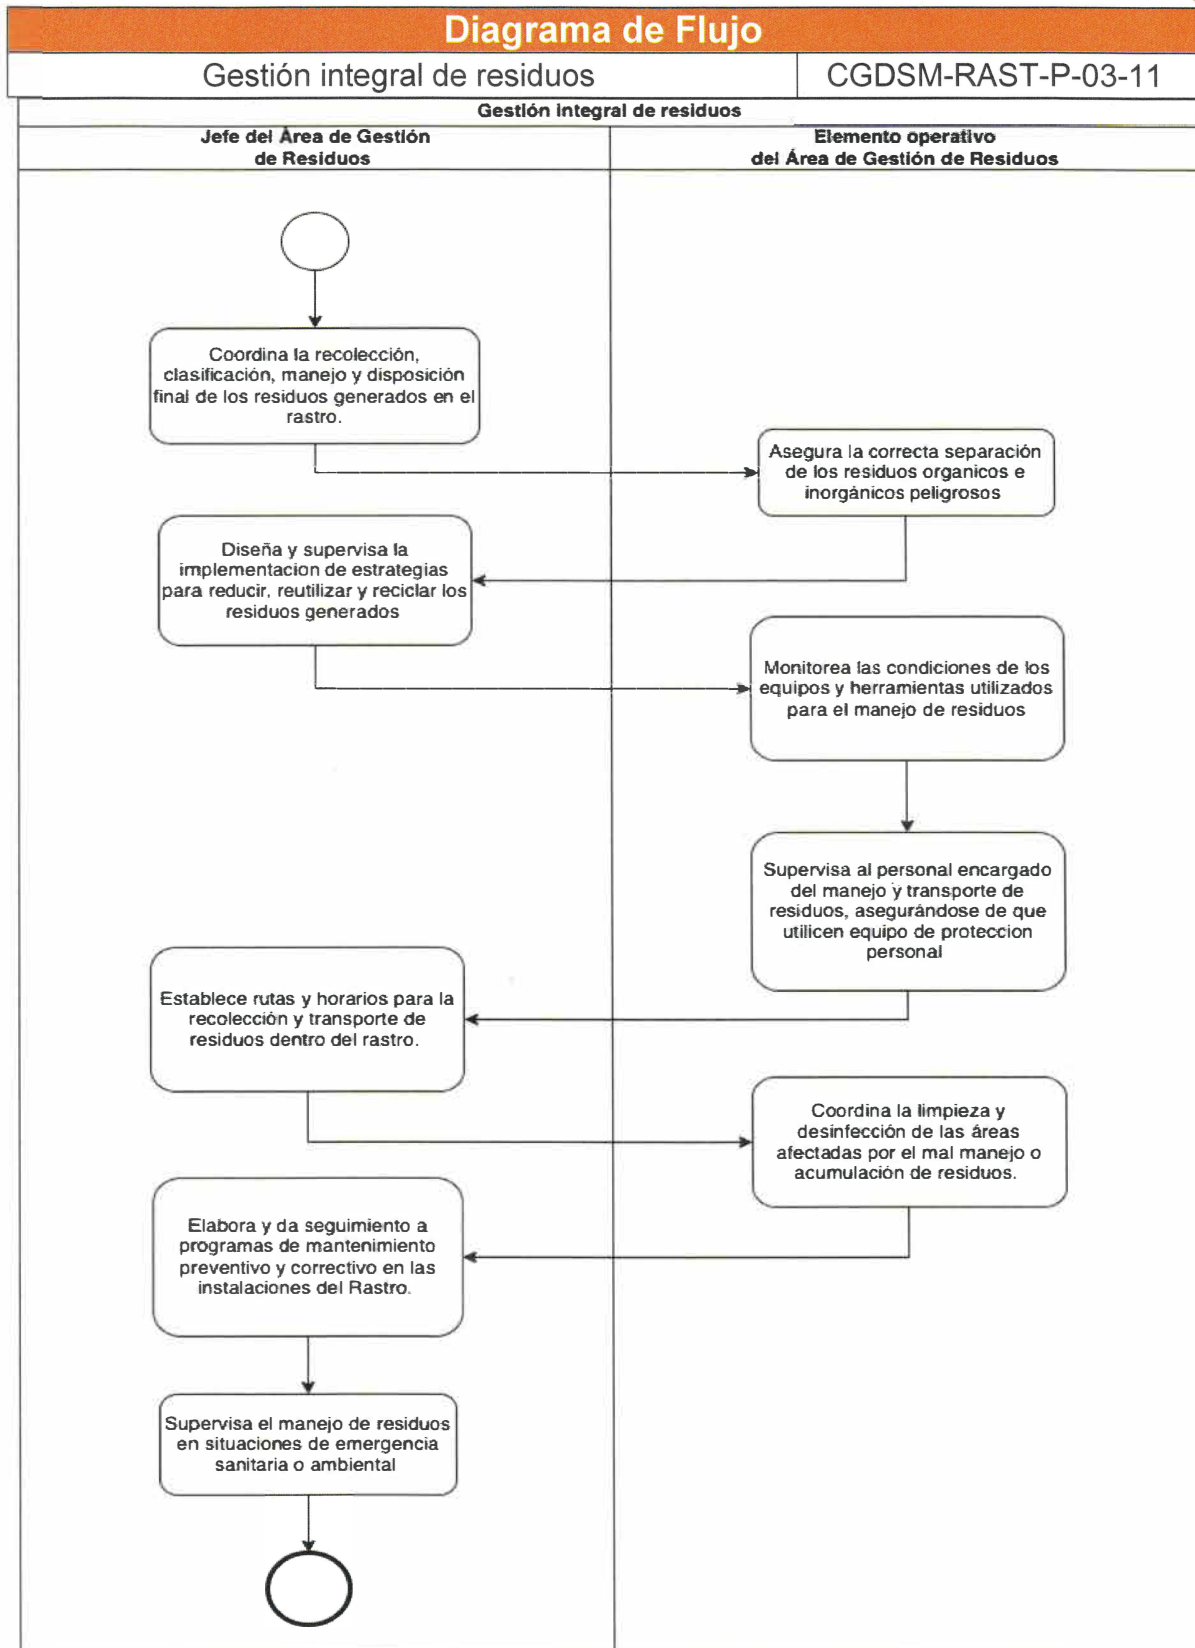 Diagrama de Flujo
Gestión integral de residuos
CGDSM-RAST-P-03-11
Gestión integral de residuos
Jefe del Área de Gestión
de Residuos
Elemento operativo
del Área de Gestión de Residuos
Coordina la recolección,
clasificación, manejo y disposición
final de los residuos generados en el
rastro.
Asegura la correcta separación
de los residuos organicos e
inorgánicos peligrosos
Diseña y supervisa la
implementacion de estrategias
para reducir, reutilizar y reciclar los
residuos generados
Monitorea las condiciones de los
equipos y herramientas utilizados
para el manejo de residuos
Supervisa al personal encargado
del manejo y transporte de
residuos, asegurándose de que
utilicen equipo de proteccion
personal
Establece rutas y horarios para la
recolección y transporte de
residuos dentro del rastro.
Coordina la limpieza y
desinfección de las áreas
afectadas por el mal manejo o
acumulación de residuos.
Elabora y da seguimiento a
programas de mantenimiento
preventivo y correctivo en las
instalaciones del Rastro.
Supervisa el manejo de residuos
en situaciones de emergencia
sanitaria o ambiental